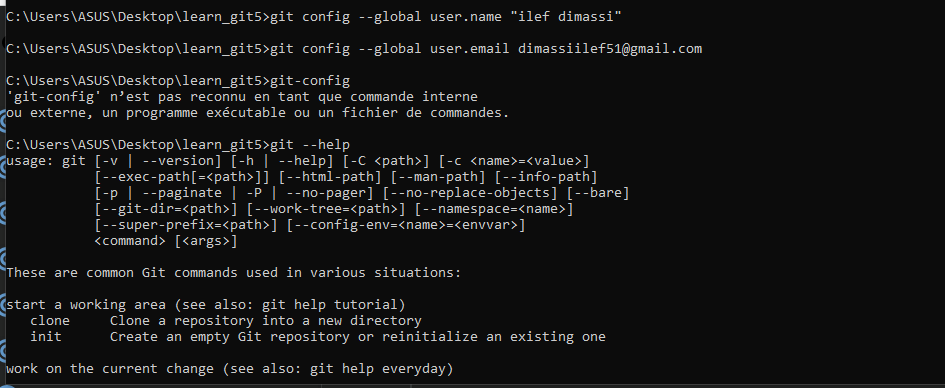 C:\Users\ASUS\Desktop\learn_git5>git config --global user.name "ilef dimassi"
C:\Users\ASUS\Desktop\learn_git5>git config --global user.email dimassiilef51@gmail.com
C:\Users\ASUS\Desktop\learn_git5>git-config
'git-config' n’est pas reconnu en tant que commande interne
ou externe, un programme exécutable ou un fichier de commandes.
C:\Users\ASUS\Desktop\learn_git5>git --help
usage: git [-v | --version] [-h | --help] [-C <path>] [-c <name>=<value>]
           [--exec-path[=<path>]] [--html-path] [--man-path] [--info-path]
           [-p | --paginate | -P | --no-pager] [--no-replace-objects] [--bare]
           [--git-dir=<path>] [--work-tree=<path>] [--namespace=<name>]
           [--super-prefix=<path>] [--config-env=<name>=<envvar>]
           <command> [<args>]
These are common Git commands used in various situations:
start a working area (see also: git help tutorial)
   clone     Clone a repository into a new directory
   init      Create an empty Git repository or reinitialize an existing one
work on the current change (see also: git help everyday)